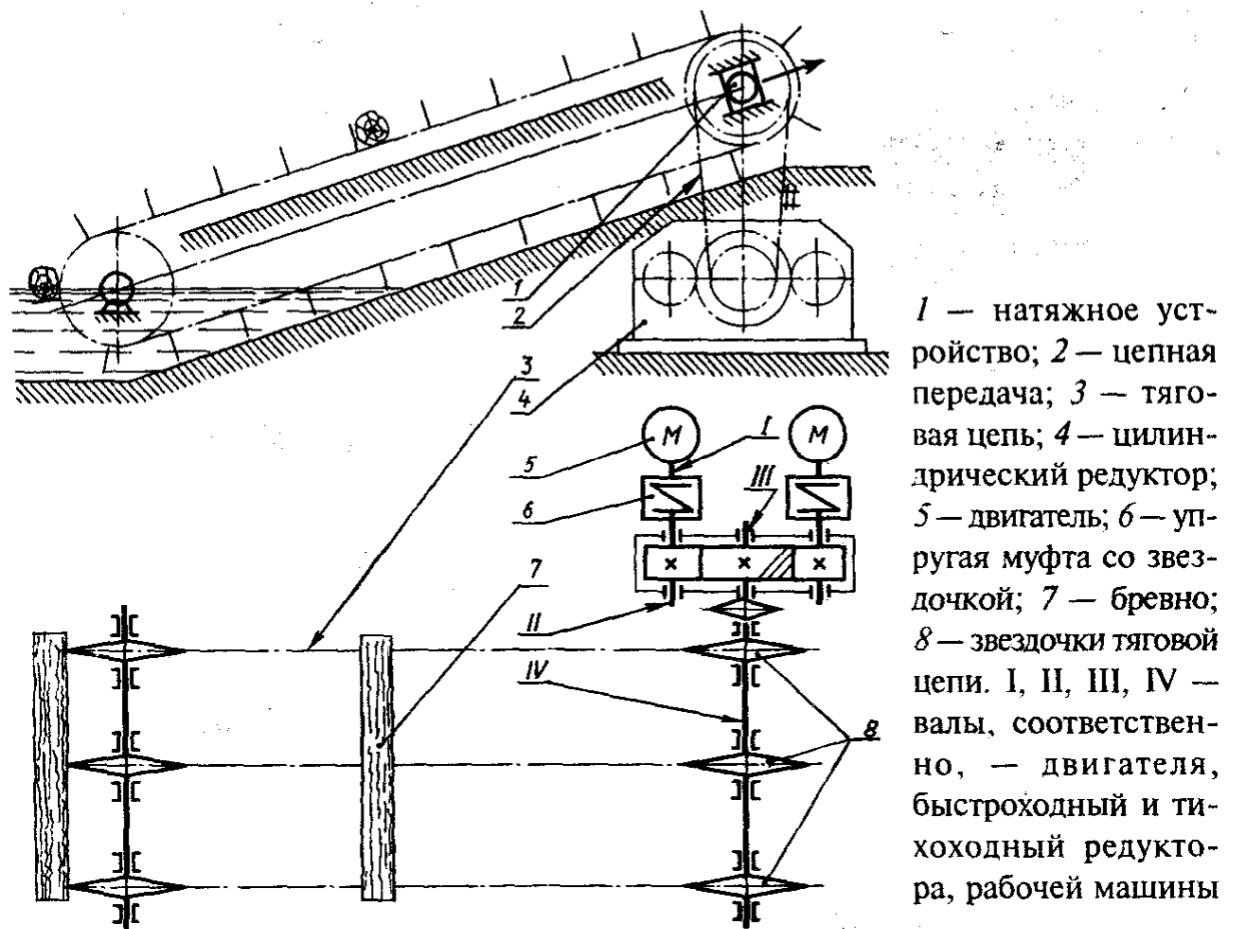 1
2
3
4
5
6
7
8
М
М
I
II
III
IV
1 — натяжное уст-
ройство; 2 — цепная
передача; 3 — тяго-
вая цепь; 4 — цилин-
дрический редуктор;
5 — двигатель; 6 — уп-
ругая муфта со звез-
дочкой; 7 — бревно;
8 — звездочки тяговой
цепи. I, II, III, IV —
валы, соответствен-
но, — двигателя,
быстроходный и ти-
хоходный редукто-
ра, рабочей машины